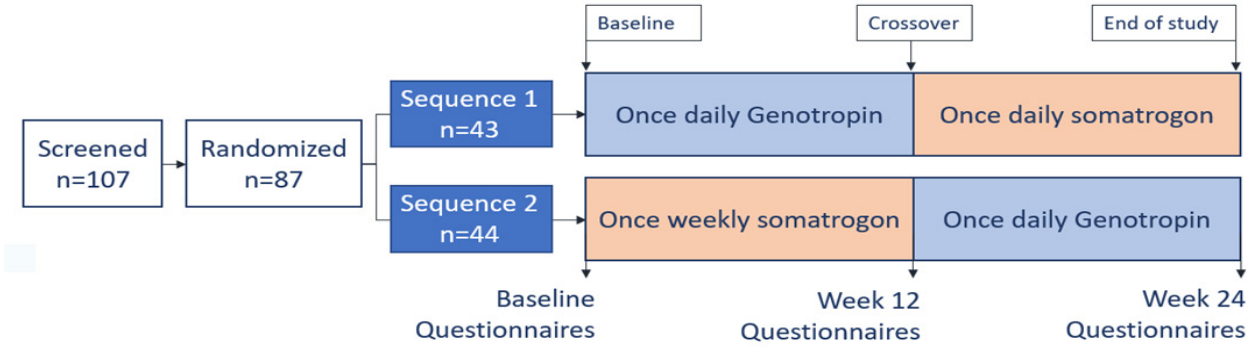 Baseline
Crossover
End of study
Screened
n=107
Randomized
n=87
Sequence 1
n=43
Once daily Genotropin
Once daily somatrogon
Sequence 2
n=44
Once weekly somatrogon
Once daily Genotropin
Baseline
Questionnaires
Week 12
Questionnaires
Week 24
Questionnaires